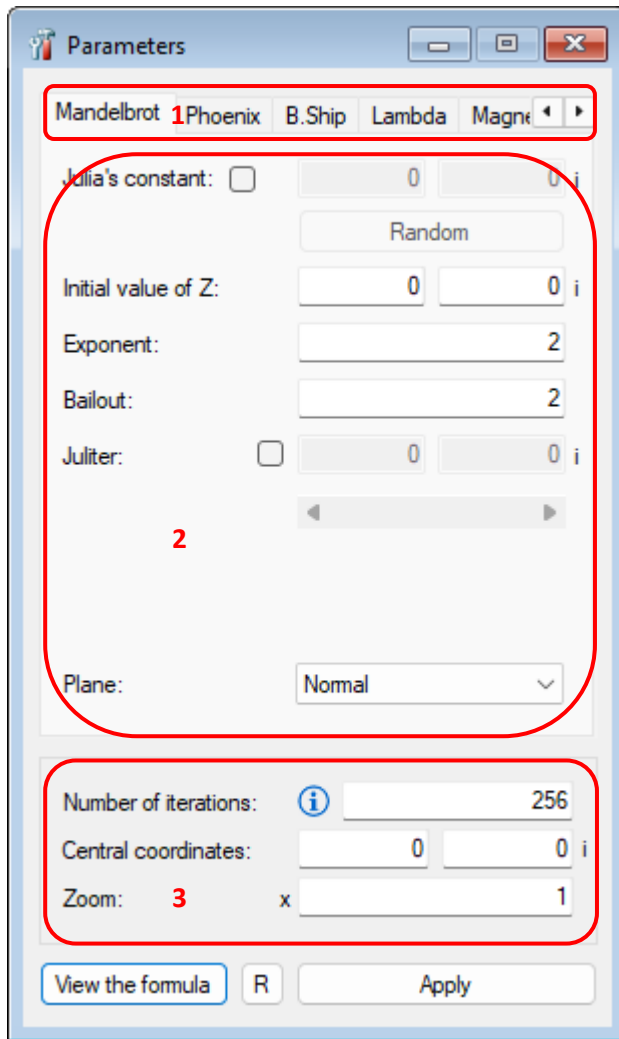 Parameters
Mandelbrot 1 Phoenix B.Ship Lambda Magne
Julia's constant: 0 0 i
Random
Initial value of Z: 0 0 i
Exponent: 2
Bailout: 2
Juliter: 0 0 i
2
Plane: Normal
Number of iterations: i 256
Central coordinates: 0 0 i
Zoom: 3 x 1
View the formula R Apply